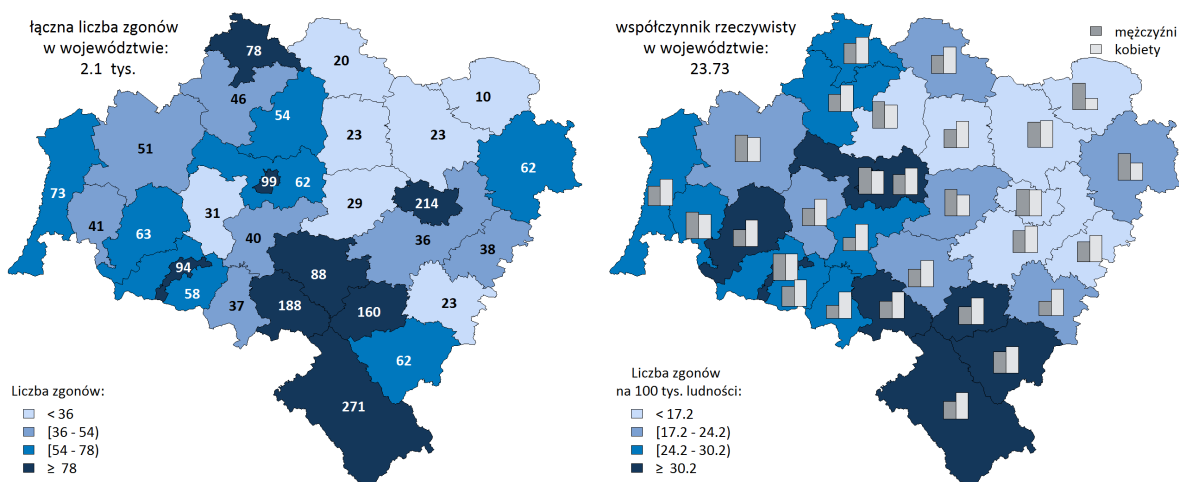 łączna liczba zgonów
w województwie:
2.1 tys.
78
20
10
46
54
51
23
23
62
99
62
73
214
31
29
41
63
40
36
38
94
88
58
37
188
160
23
62
271
Liczba zgonów:
< 36
[36 - 54)
[54 - 78)
≥ 78
współczynnik rzeczywisty
w województwie:
23.73
mężczyźni
kobiety
Liczba zgonów
na 100 tys. ludności:
< 17.2
[17.2 - 24.2)
[24.2 - 30.2)
≥ 30.2